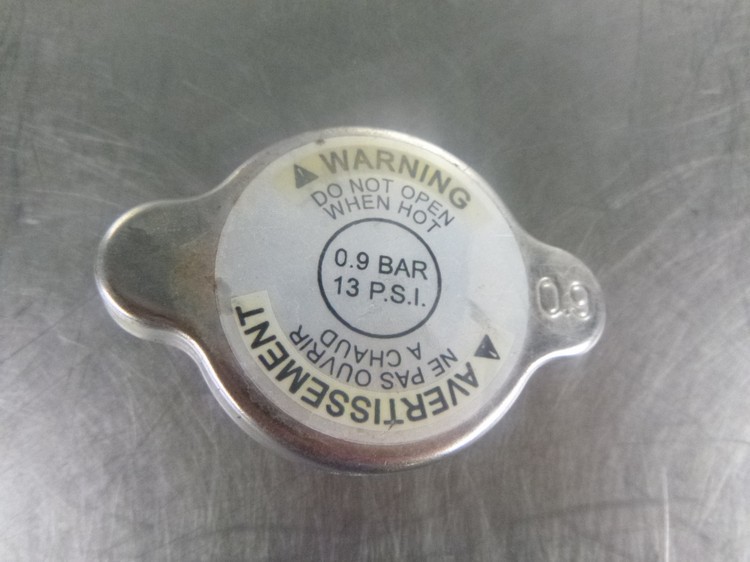 WARNING
DO NOT OPEN
WHEN HOT
0.9 BAR
13 P.S.I.
0.9
AVERTISSEMENT
NE PAS OUVRIR
A CHAUD